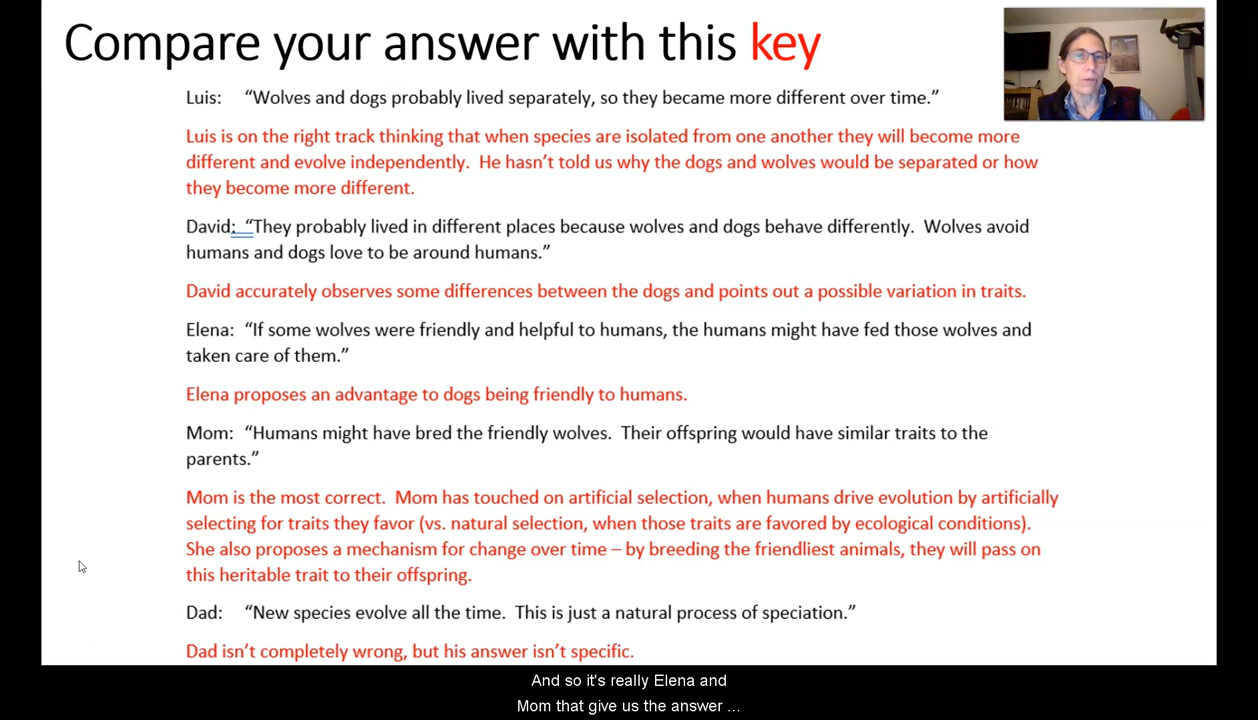 Compare your answer with this key
Luis: “Wolves and dogs probably lived separately, so they became more different over time.”
Luis is on the right track thinking that when species are isolated from one another they will become more
different and evolve independently. He hasn’t told us why the dogs and wolves would be separated or how
they become more different.
David: “They probably lived in different places because wolves and dogs behave differently. Wolves avoid
humans and dogs love to be around humans.”
David accurately observes some differences between the dogs and points out a possible variation in traits.
Elena: “If some wolves were friendly and helpful to humans, the humans might have fed those wolves and
taken care of them.”
Elena proposes an advantage to dogs being friendly to humans.
Mom: “Humans might have bred the friendly wolves. Their offspring would have similar traits to the
parents.”
Mom is the most correct. Mom has touched on artificial selection, when humans drive evolution by artificially
selecting for traits they favor (vs. natural selection, when those traits are favored by ecological conditions).
She also proposes a mechanism for change over time – by breeding the friendliest animals, they will pass on
this heritable trait to their offspring.
Dad: “New species evolve all the time. This is just a natural process of speciation.”
Dad isn’t completely wrong, but his answer isn’t specific.
And so it's really Elena and
Mom that give us the answer ...